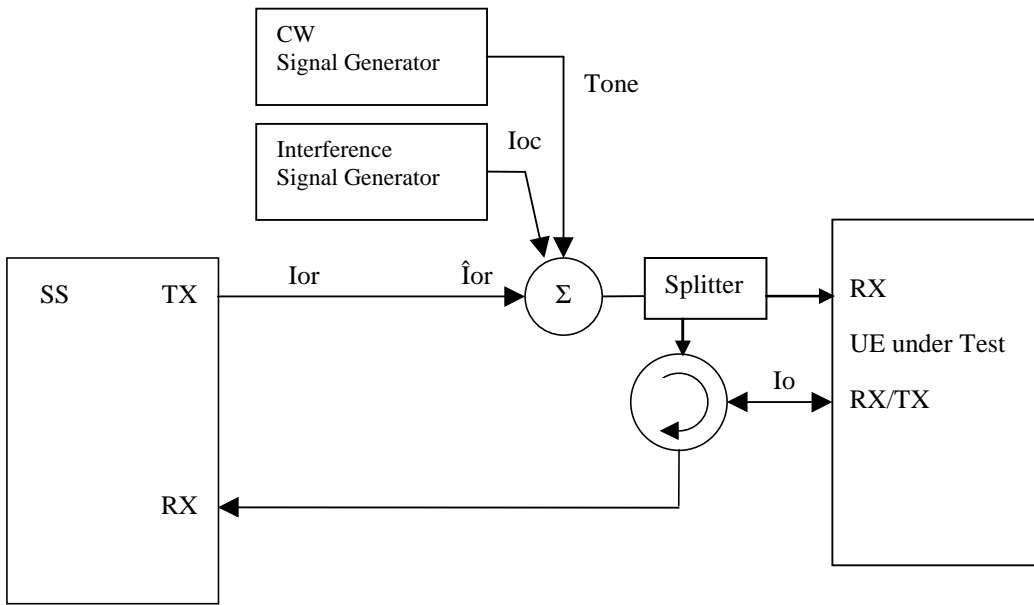 CW
Signal Generator
Tone
Interference
Signal Generator
Ioc
SS
TX
Ior
Îor
Σ
Splitter
RX
UE under Test
Io
RX/TX
RX